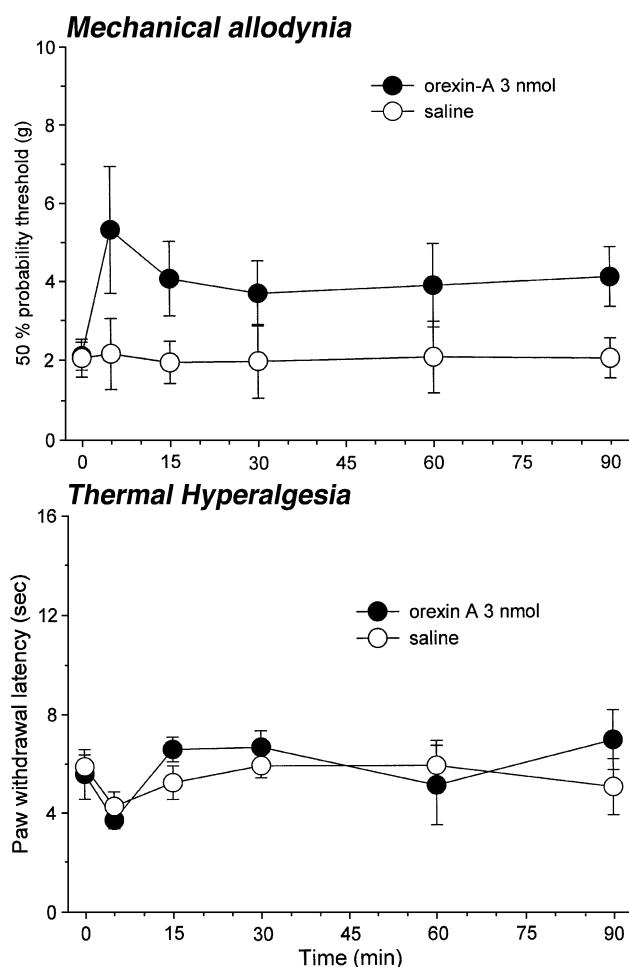 Mechanical allodynia
10
8
6
4
2
0
50 % probability threshold (g)
orexin-A 3 nmol
saline
0 15 30 45 60 75 90
Thermal Hyperalgesia
16
12
8
4
0
Paw withdrawal latency (sec)
orexin A 3 nmol
saline
0 15 30 45 60 75 90
Time (min)